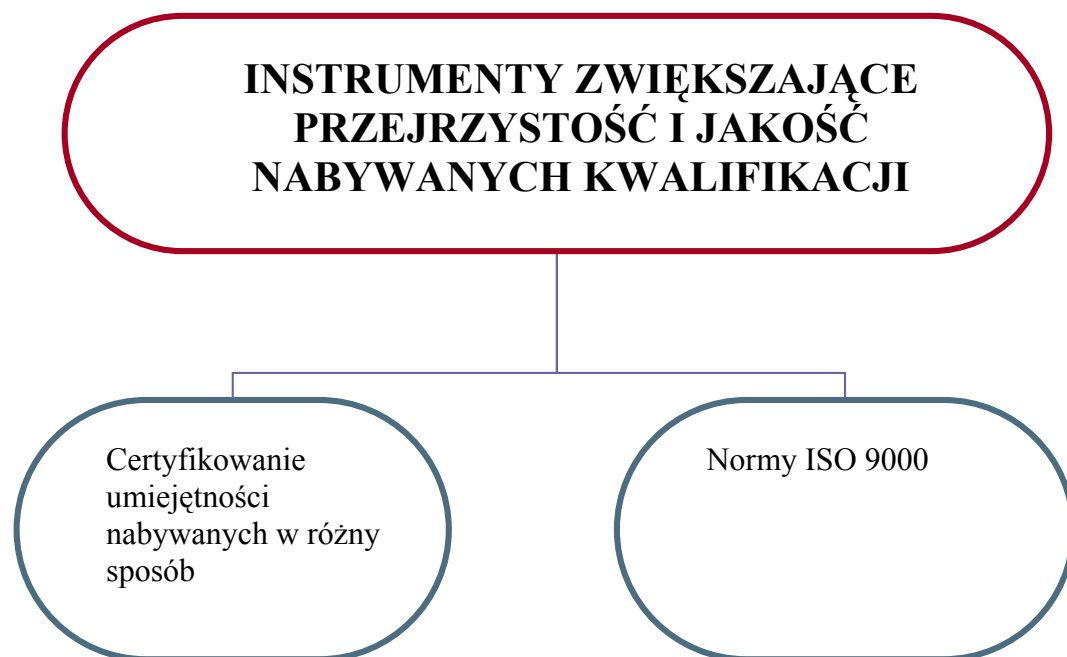 INSTRUMENTY ZWIĘKSZAJĄCE
PRZEJRZYSTOŚĆ I JAKOŚĆ
NABYWANYCH KWALIFIKACJI
Certyfikowanie
umiejętności
nabywanych w różny
sposób
Normy ISO 9000